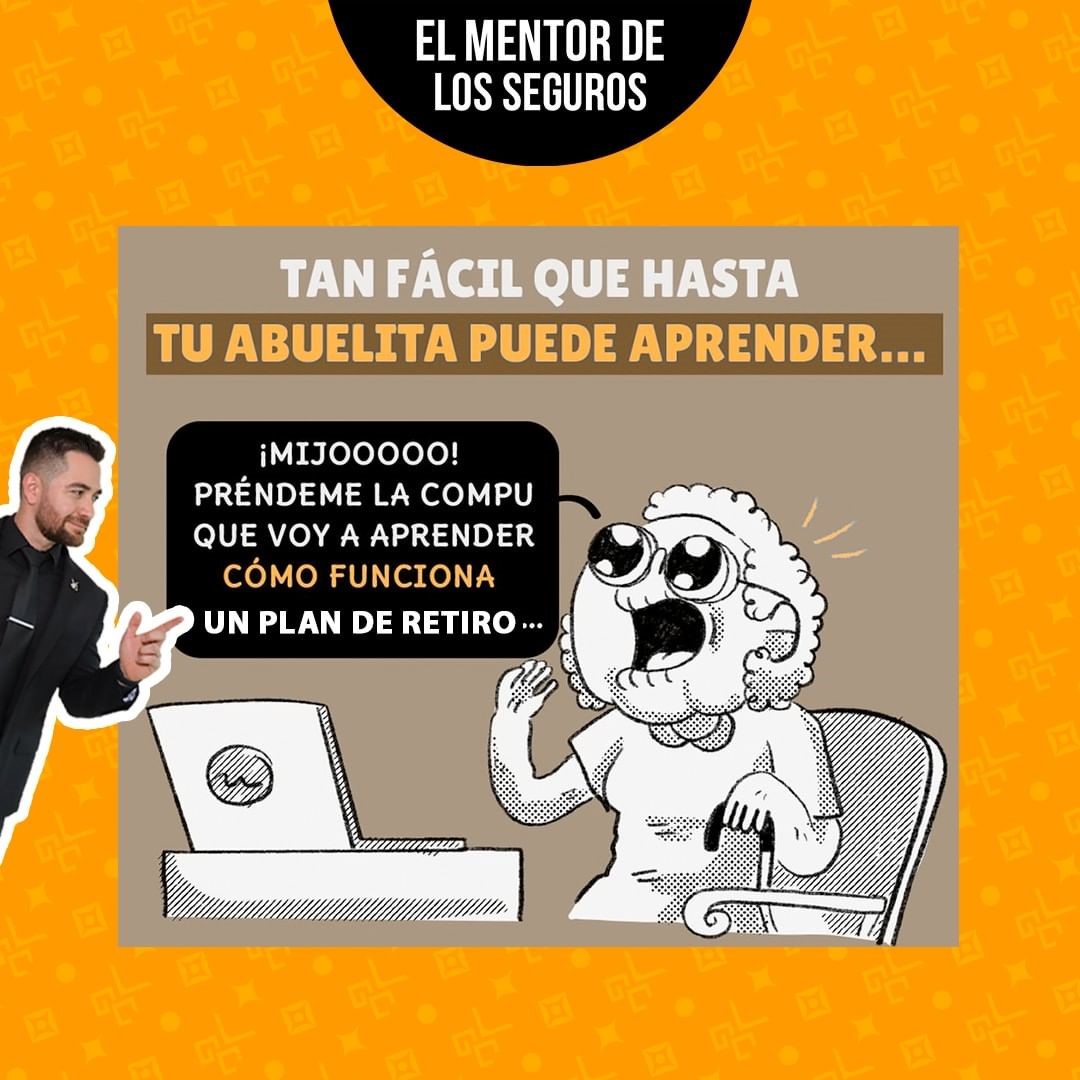 EL MENTOR DE
LOS SEGUROS
TAN FÁCIL QUE HASTA
TU ABUELITA PUEDE APRENDER...
¡MIJOOOOO!
PRÉNDEME LA COMPU
QUE VOY A APRENDER
CÓMO FUNCIONA
UN PLAN DE RETIRO...